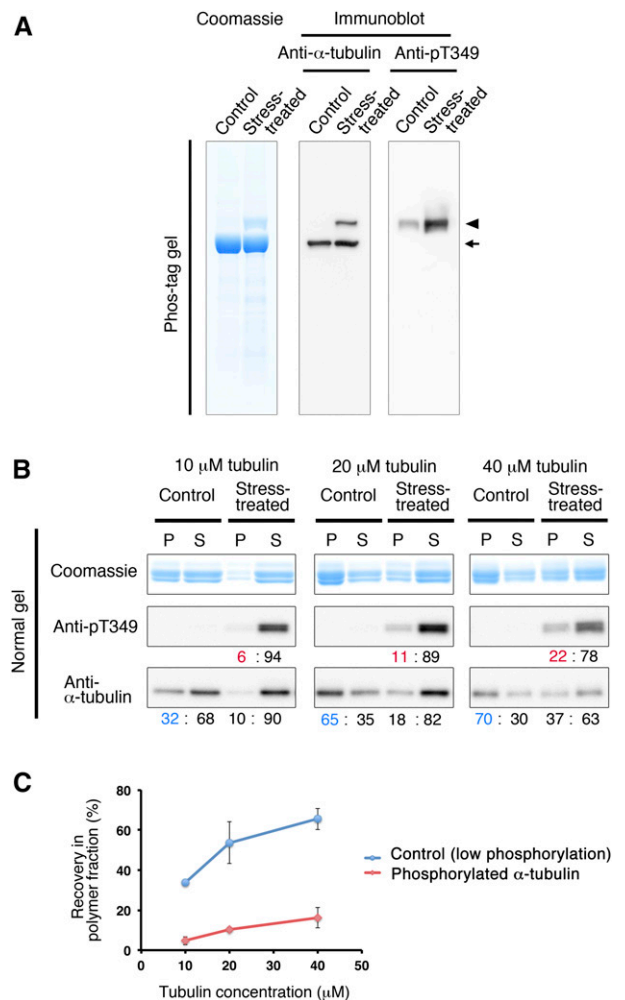 A
Coomassie
Immunoblot
Anti-α-tubulin
Anti-pT349
Control
Stress-
treated
Control
Stress-
treated
Control
Stress-
treated
Phos-tag gel
B
10 μM tubulin
20 μM tubulin
40 μM tubulin
Control
Stress-
treated
Control
Stress-
treated
Control
Stress-
treated
P S P S
P S P S
P S P S
Normal gel
Coomassie
Anti-pT349
6 : 94
11 : 89
22 : 78
Anti-
α-tubulin
32 : 68 10 : 90
65 : 35 18 : 82
70 : 30 37 : 63
C
Recovery in
polymer fraction (%)
80
60
40
20
0
0 10 20 30 40 50
Tubulin concentration (μM)
Control (low phosphorylation)
Phosphorylated α-tubulin